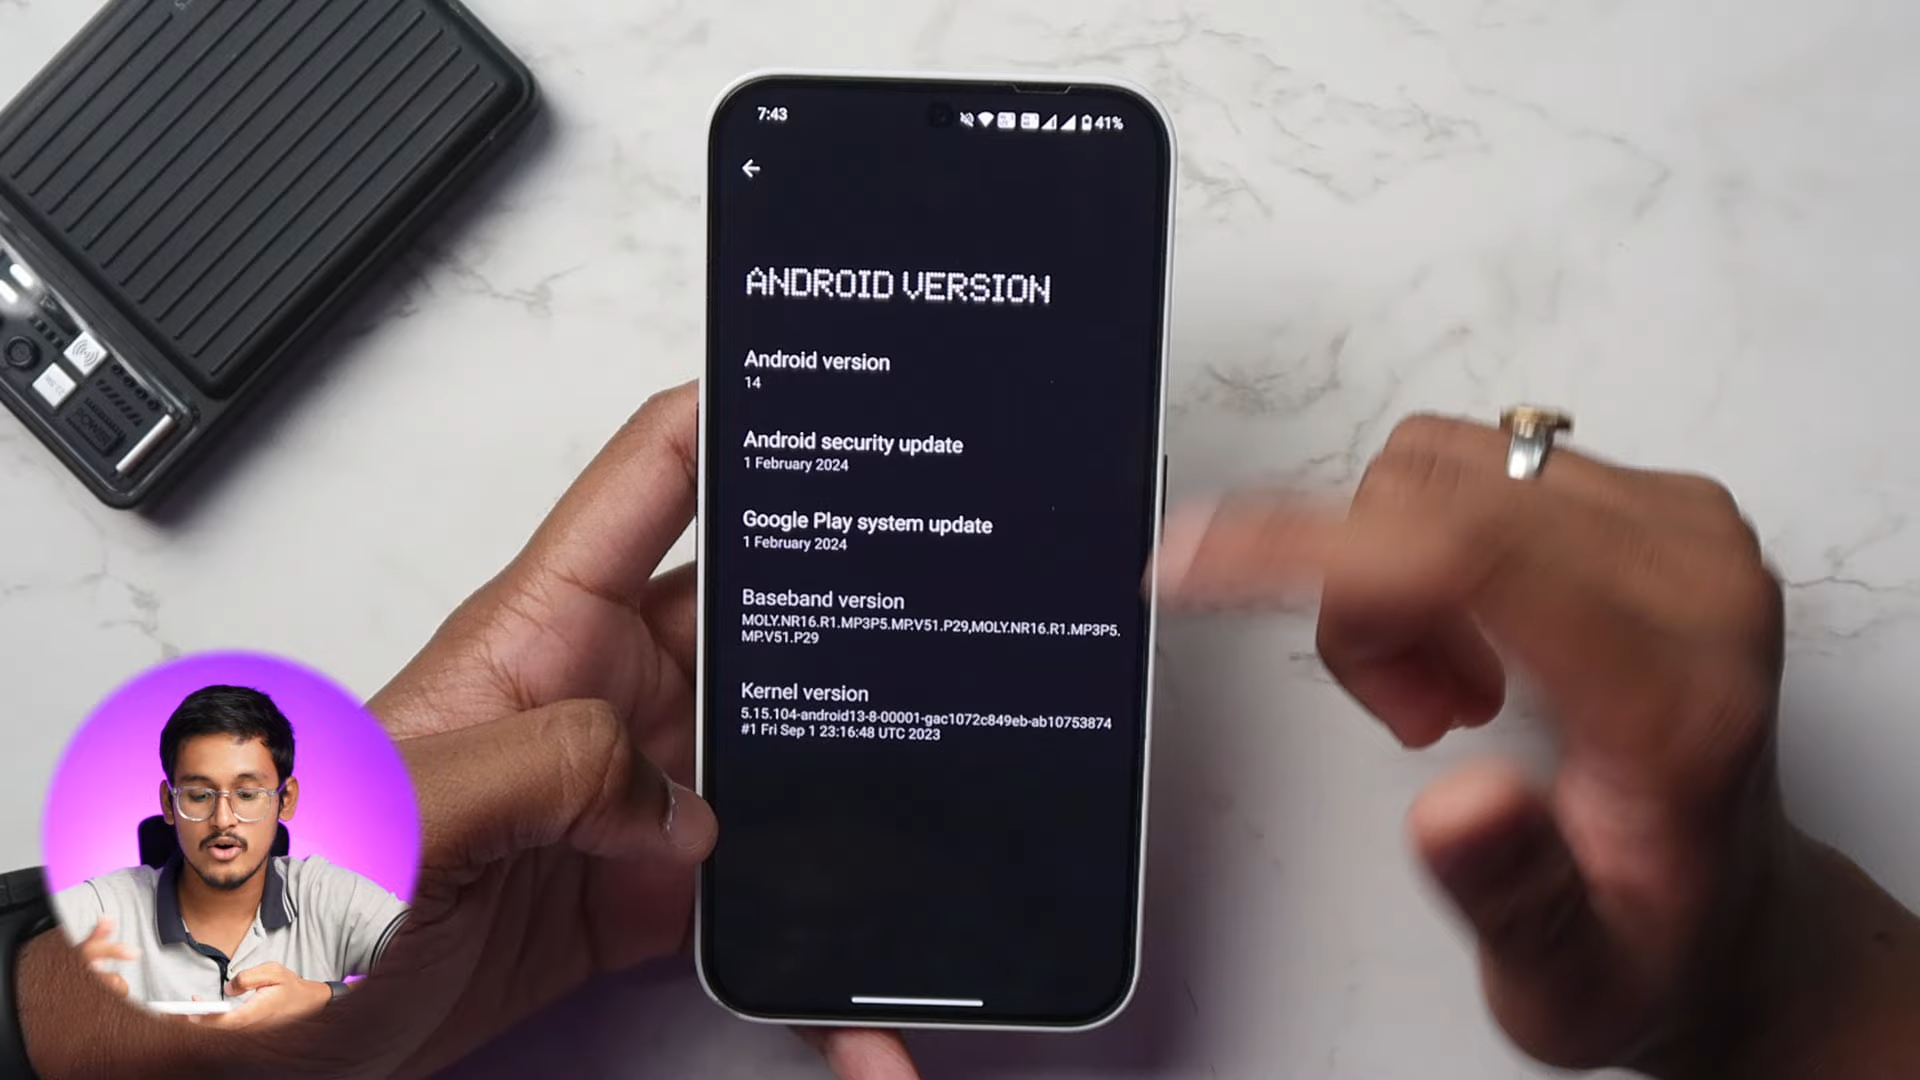 7:43
41%
ANDROID VERSION
Android version
14
Android security update
1 February 2024
Google Play system update
1 February 2024
Baseband version
MOLY.NR16.R1.MP3P5.MP.V51.P29,MOLY.NR16.R1.MP3P5.
MP.V51.P29
Kernel version
5.15.104-android13-8-00001-gac1072c849eb-ab10753874
#1 Fri Sep 1 23:16:48 UTC 2023